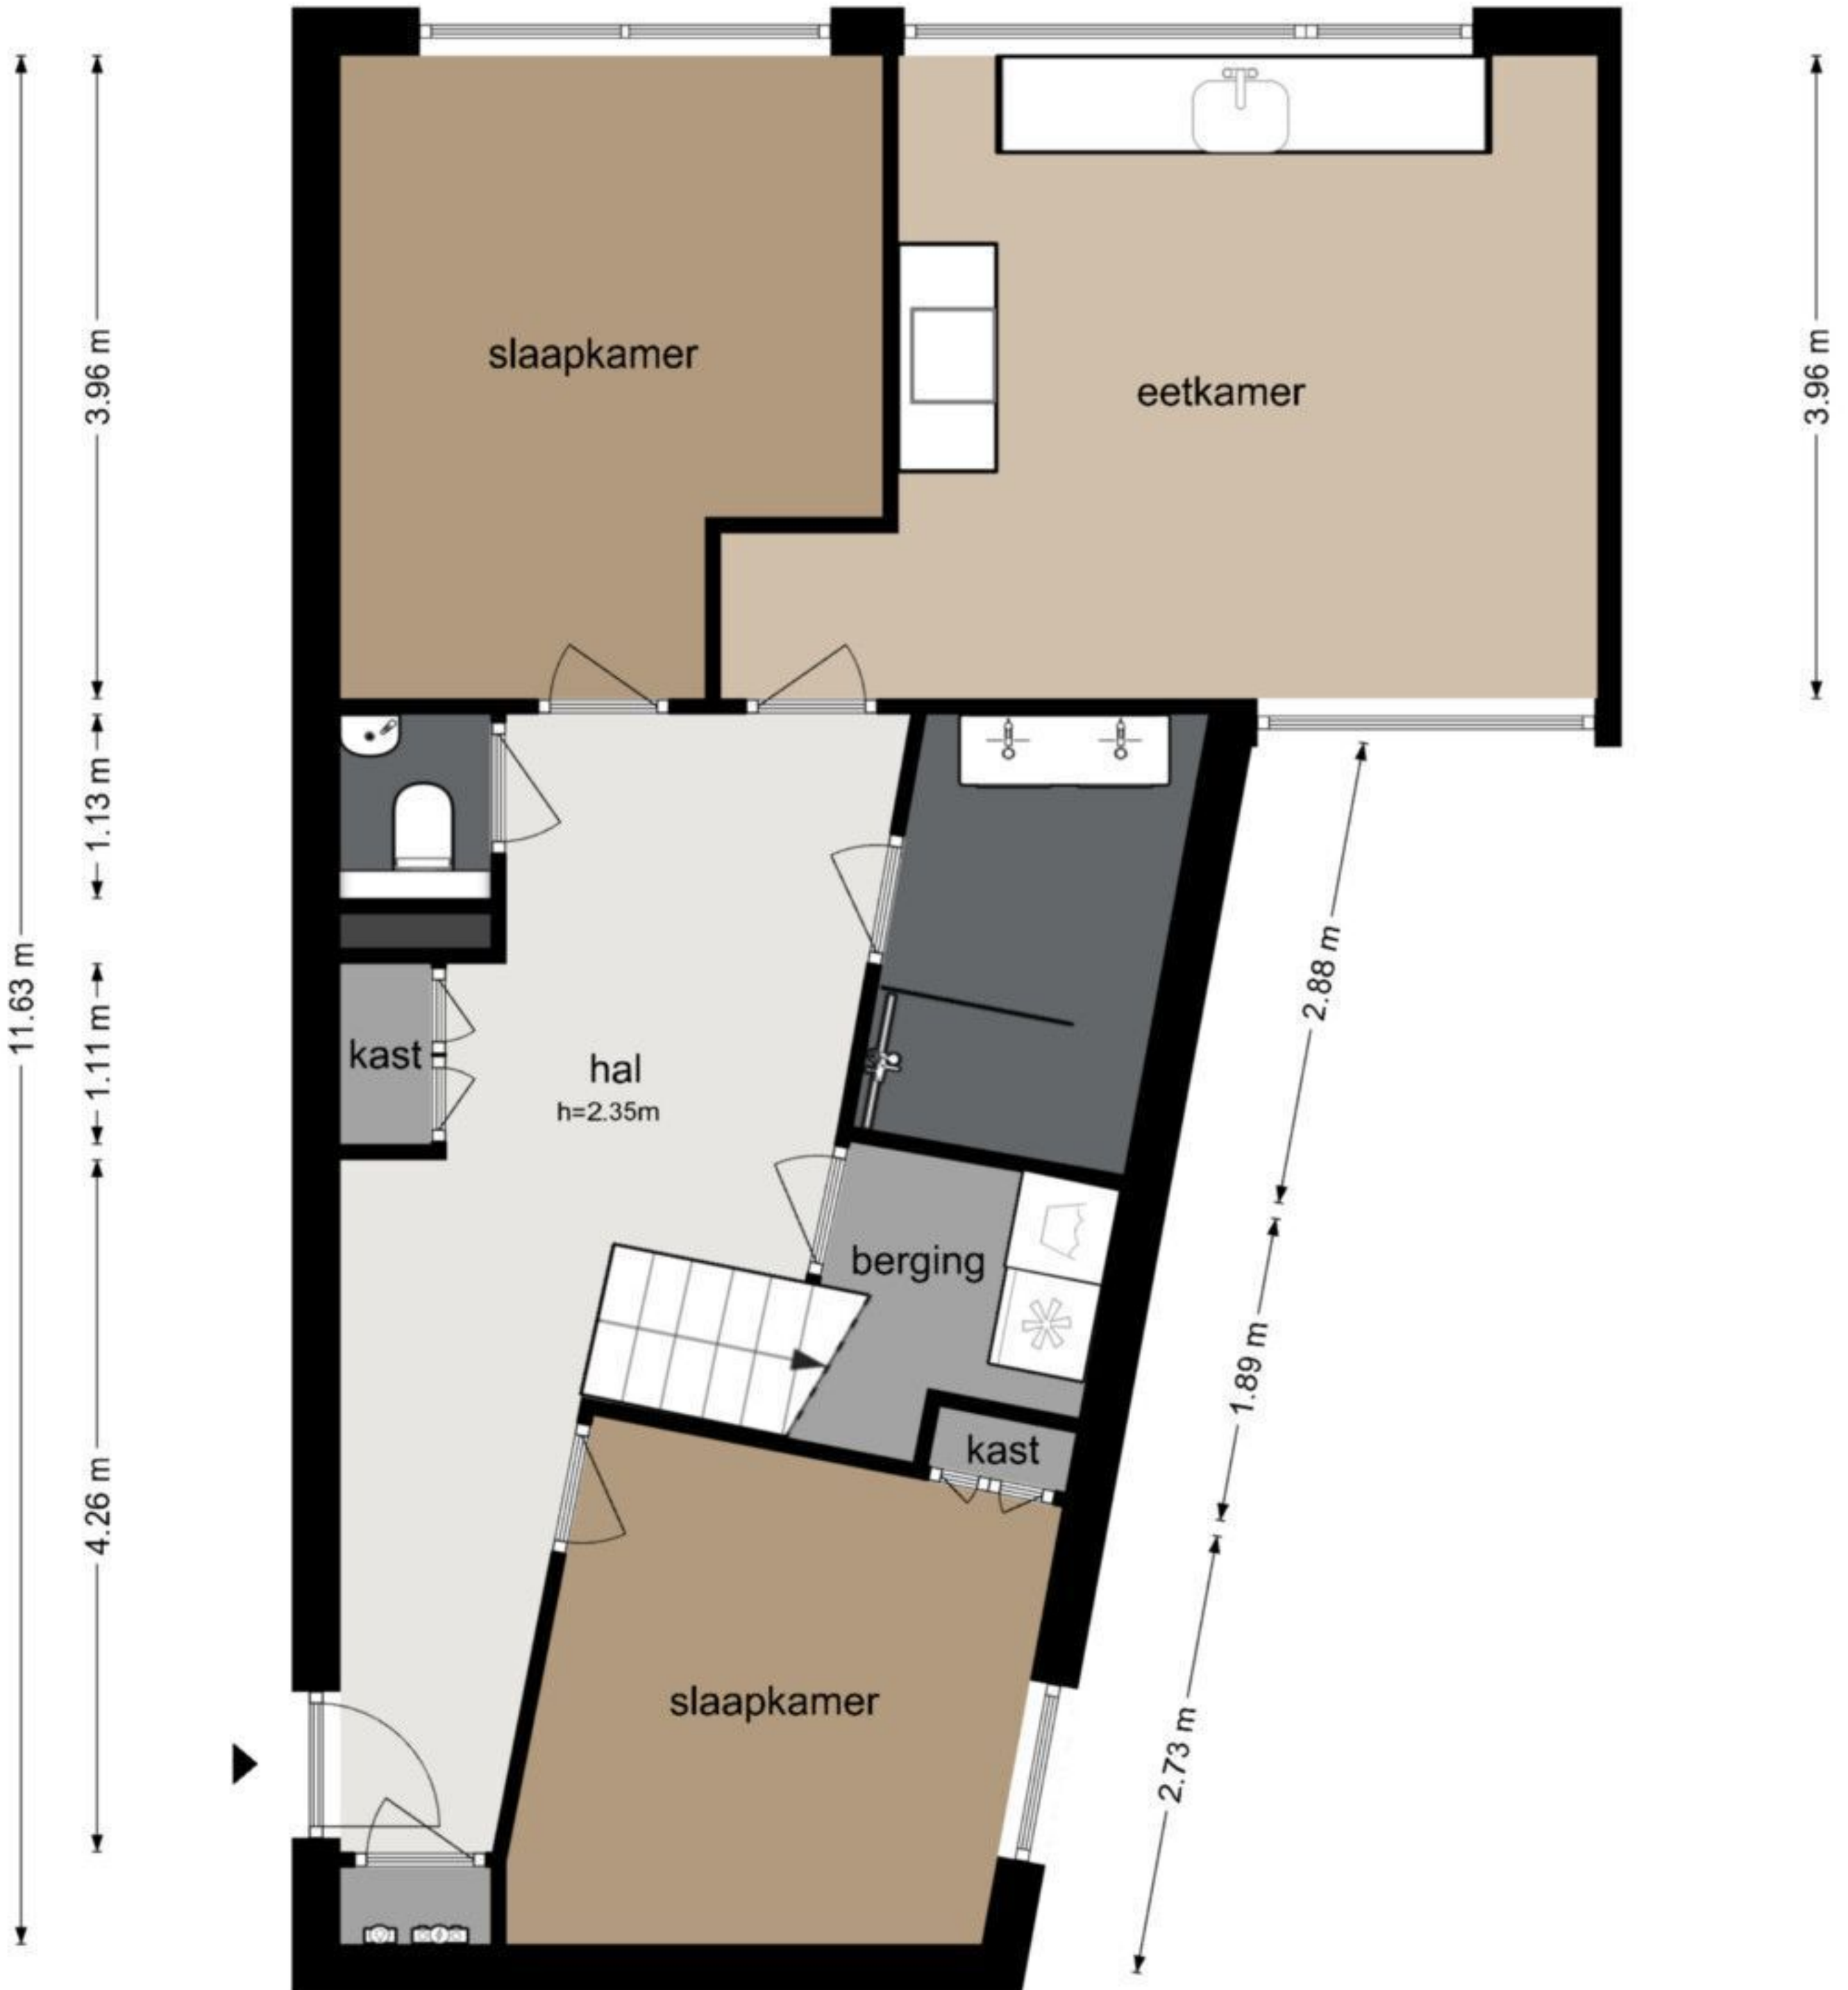 slaapkamer
eetkamer
3.96 m
3.96 m
1.13 m
11.63 m
1.11 m
kast
hal
h=2.35m
2.88 m
berging
1.89 m
kast
4.26 m
slaapkamer
2.73 m